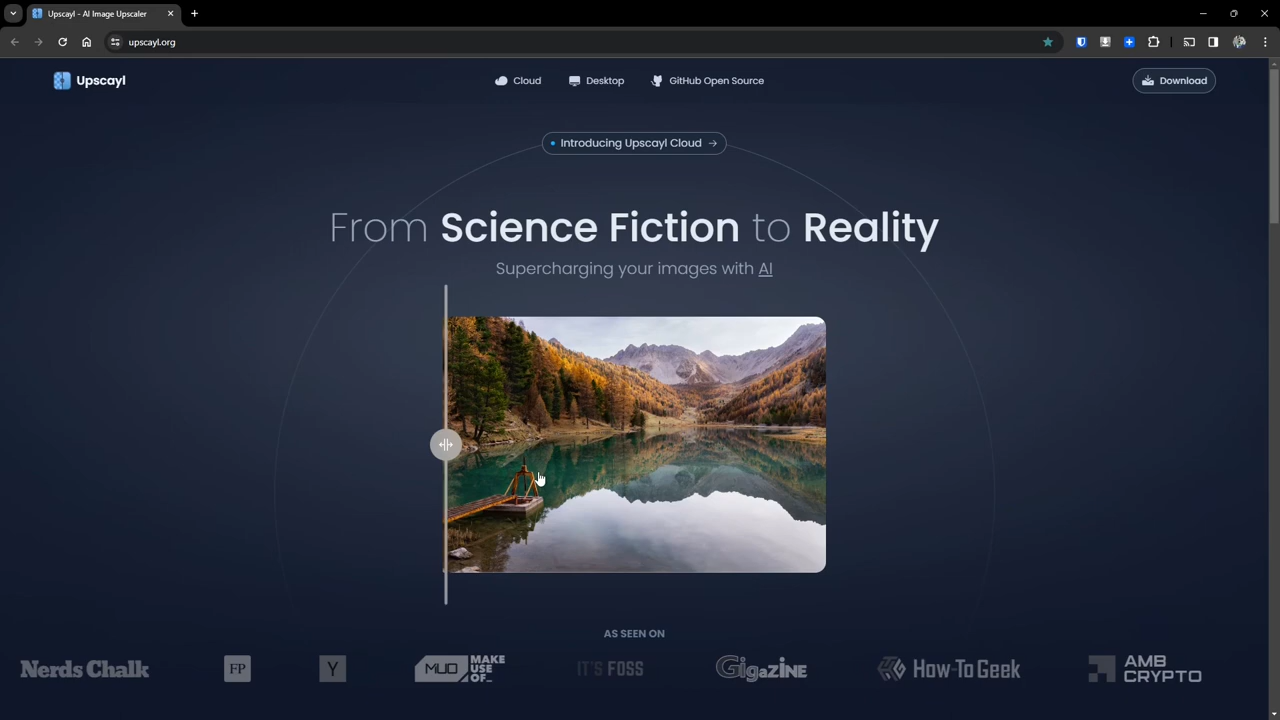 Upscayl - AI Image Upscaler
upscayl.org
Upscayl
Cloud
Desktop
GitHub Open Source
Download
Introducing Upscayl Cloud →
From Science Fiction to Reality
Supercharging your images with AI
AS SEEN ON
Nerds Chalk
FP
Y
MUO MAKE USE OF_
IT'S FOSS
GIGAZINE
How-To Geek
AMB CRYPTO